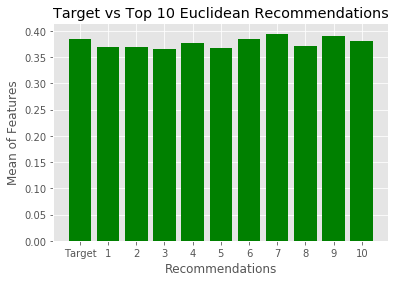 Target vs Top 10 Euclidean Recommendations
Mean of Features
0.40
0.35
0.30
0.25
0.20
0.15
0.10
0.05
0.00
Target 1 2 3 4 5 6 7 8 9 10
Recommendations